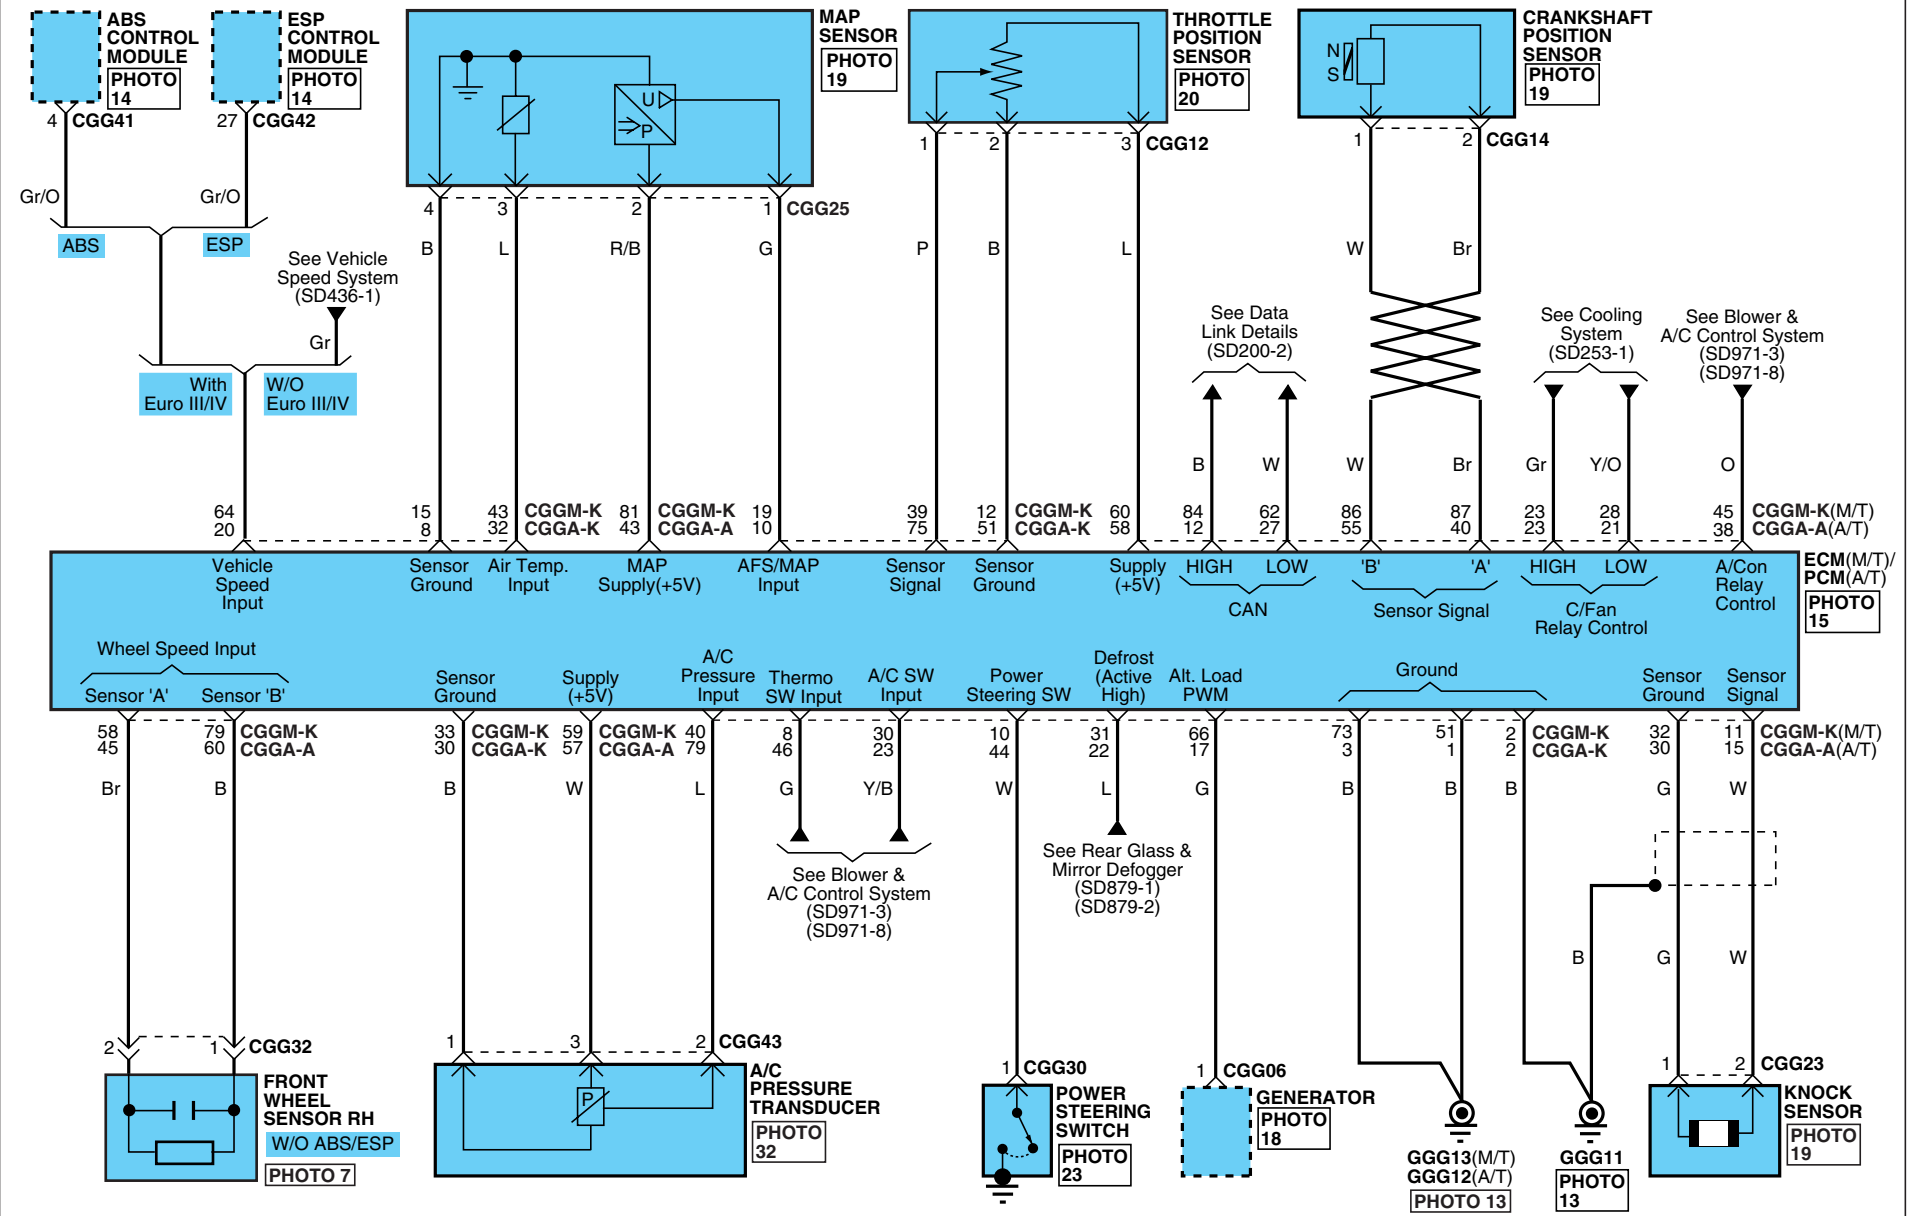 ABS
CONTROL
MODULE
PHOTO
14
ESP
CONTROL
MODULE
PHOTO
14
MAP
SENSOR
PHOTO
19
THROTTLE
POSITION
SENSOR
PHOTO
20
CRANKSHAFT
POSITION
SENSOR
PHOTO
19
U
P
N
S
4 CGG41
27 CGG42
4 3 2 1 CGG25
1 2 3 CGG12
1 2 CGG14
Gr/O Gr/O
ABS ESP
B L R/B G P B L W Br
See Vehicle
Speed System
(SD436-1)
Gr
With
Euro III/IV
W/O
Euro III/IV
See Data
Link Details
(SD200-2)
See Cooling
System
(SD253-1)
See Blower &
A/C Control System
(SD971-3)
(SD971-8)
B W W Br Gr Y/O O
64 15 43 CGGM-K 81 CGGM-K 19 39 12 CGGM-K 60 84 62 86 87 23 28 45 CGGM-K(M/T)
20 8 32 CGGA-K 43 CGGA-A 10 75 51 CGGA-K 58 12 27 55 40 23 21 38 CGGA-A(A/T)
Vehicle
Speed
Input
Sensor
Ground
Air Temp.
Input
MAP
Supply(+5V)
AFS/MAP
Input
Sensor
Signal
Sensor
Ground
Supply
(+5V)
HIGH LOW
CAN
'B' 'A'
Sensor Signal
HIGH LOW
C/Fan
Relay Control
A/Con
Relay
Control
ECM(M/T)/
PCM(A/T)
PHOTO
15
Wheel Speed Input
Sensor 'A' Sensor 'B'
Sensor
Ground
Supply
(+5V)
A/C
Pressure
Input
Thermo
SW Input
A/C SW
Input
Power
Steering SW
Defrost
(Active
High)
Alt. Load
PWM
Ground
Sensor
Ground
Sensor
Signal
58 79 CGGM-K 33 CGGM-K 59 CGGM-K 40 8 30 10 31 66 73 51 2 CGGM-K 32 11 CGGM-K(M/T)
45 60 CGGA-A 30 CGGA-K 57 CGGA-A 79 46 23 44 22 17 3 1 2 CGGA-K 30 15 CGGA-A(A/T)
Br B B W L G Y/B W L G B B B G W
See Blower &
A/C Control System
(SD971-3)
(SD971-8)
See Rear Glass &
Mirror Defogger
(SD879-1)
(SD879-2)
B G W
2 1 CGG32
1 3 2 CGG43
1 CGG30
1 CGG06
1 2 CGG23
FRONT
WHEEL
SENSOR RH
W/O ABS/ESP
PHOTO 7
P
A/C
PRESSURE
TRANSDUCER
PHOTO
32
POWER
STEERING
SWITCH
PHOTO
23
GENERATOR
PHOTO
18
GGG13(M/T)
GGG12(A/T)
PHOTO 13
GGG11
PHOTO
13
KNOCK
SENSOR
PHOTO
19